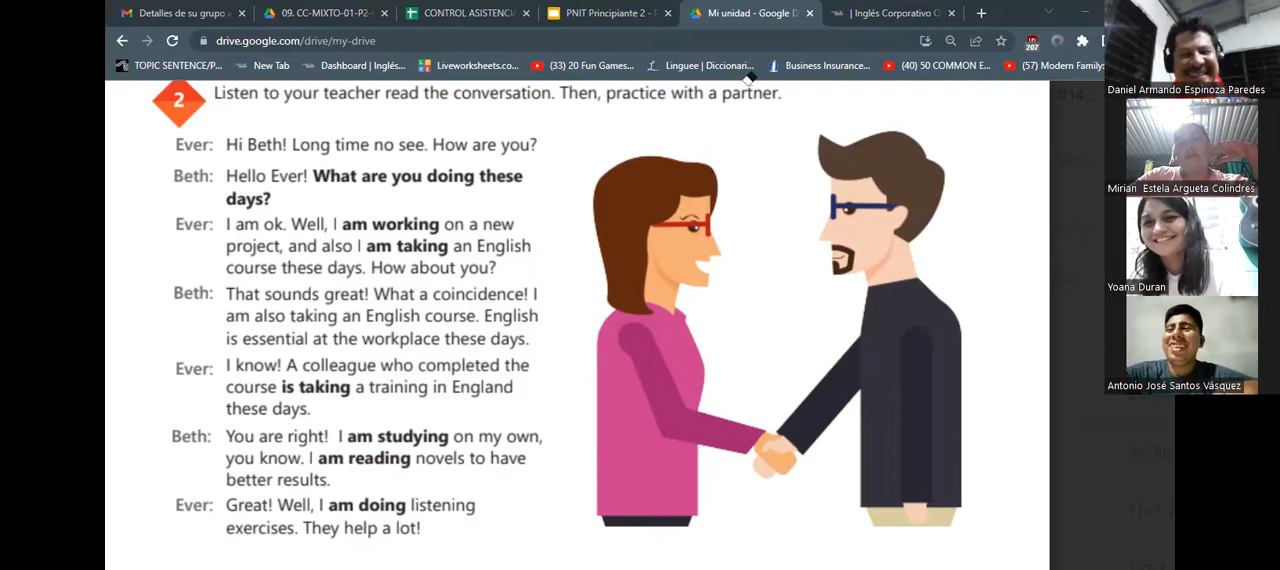 Detalles de su grupo a
09. CC-MIXTO-01-P2-
CONTROL ASISTENCIA
PNIT Principiante 2 - P
Mi unidad - Google D
| Inglés Corporativo O
drive.google.com/drive/my-drive
207
TOPIC SENTENCE/P...
New Tab
Dashboard | Inglés...
Liveworksheets.co...
(33) 20 Fun Games...
Linguee | Diccionari...
Business Insurance...
(40) 50 COMMON E...
(57) Modern Family:
2 Listen to your teacher read the conversation. Then, practice with a partner.
Ever: Hi Beth! Long time no see. How are you?
Beth: Hello Ever! What are you doing these
days?
Ever: I am ok. Well, I am working on a new
project, and also I am taking an English
course these days. How about you?
Beth: That sounds great! What a coincidence! I
am also taking an English course. English
is essential at the workplace these days.
Ever: I know! A colleague who completed the
course is taking a training in England
these days.
Beth: You are right! I am studying on my own,
you know. I am reading novels to have
better results.
Ever: Great! Well, I am doing listening
exercises. They help a lot!
Daniel Armando Espinoza Paredes
Mirian Estela Argueta Colindres
Yoana Duran
Antonio José Santos Vásquez